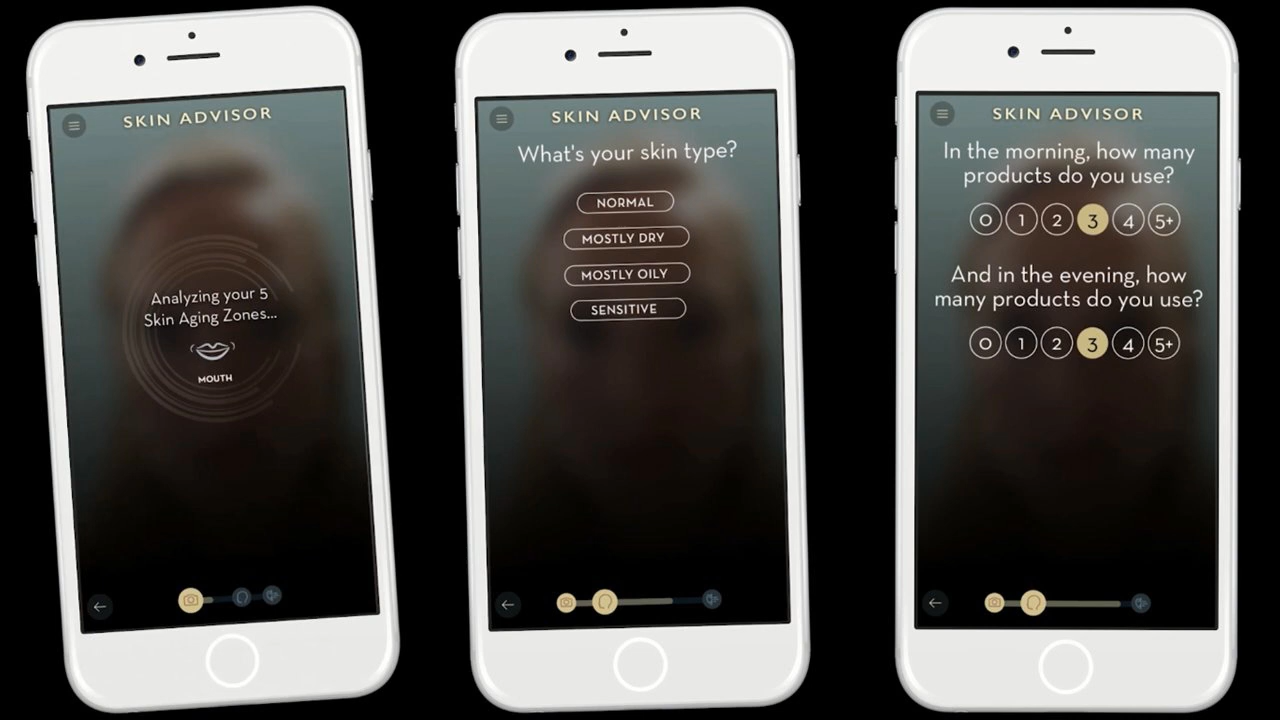 SKIN ADVISOR
Analyzing your 5
Skin Aging Zones...
MOUTH
SKIN ADVISOR
What's your skin type?
NORMAL
MOSTLY DRY
MOSTLY OILY
SENSITIVE
SKIN ADVISOR
In the morning, how many
products do you use?
0 1 2 3 4 5+
And in the evening, how
many products do you use?
0 1 2 3 4 5+